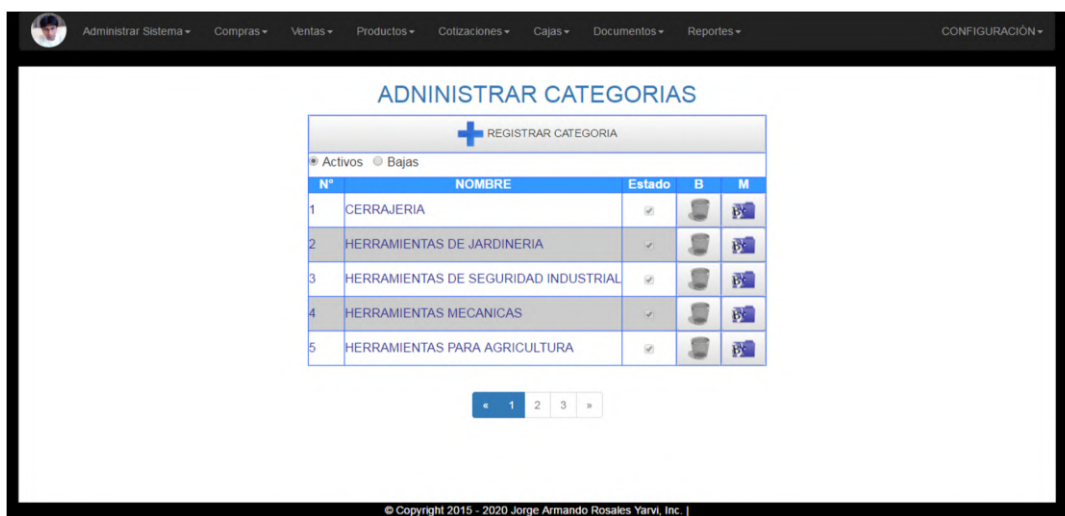 Administrar Sistema Compras Ventas Productos Cotizaciones Cajas Documentos Reportes CONFIGURACIÓN
ADNINISTRAR CATEGORIAS
REGISTRAR CATEGORIA
Activos Bajas
N° NOMBRE Estado B M
1 CERRAJERIA
2 HERRAMIENTAS DE JARDINERIA
3 HERRAMIENTAS DE SEGURIDAD INDUSTRIAL
4 HERRAMIENTAS MECANICAS
5 HERRAMIENTAS PARA AGRICULTURA
« 1 2 3 »
© Copyright 2015 - 2020 Jorge Armando Rosales Yarvi, Inc. |